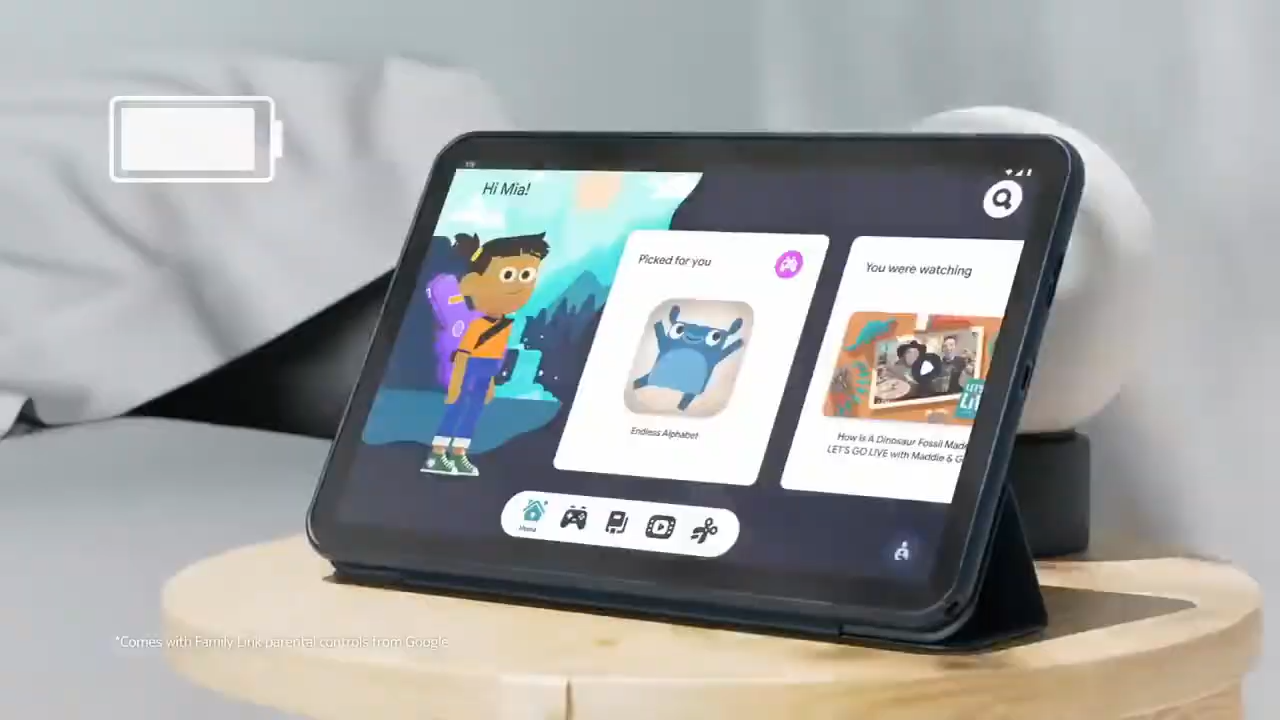 Hi Mia!
Picked for you
Endless Alphabet
You were watching
How Is A Dinosaur Fossil Made
LET'S GO LIVE with Maddie & G
Home
*Comes with Family Link parental controls from Google